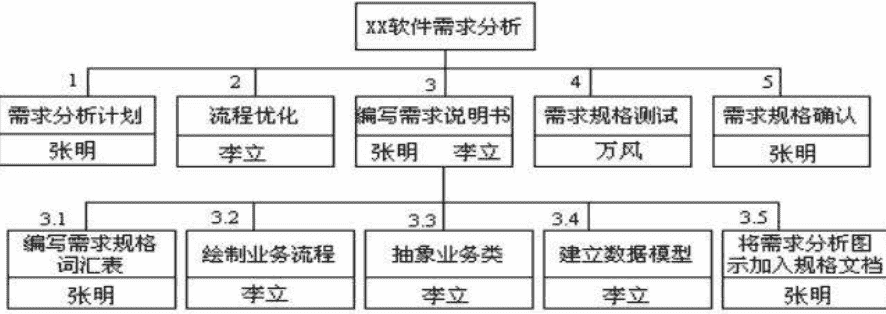 XX软件需求分析
1
2
3
4
5
需求分析计划
流程优化
编写需求说明书
需求规格测试
需求规格确认
张明
李立
张明 李立
万风
张明
3.1
3.2
3.3
3.4
3.5
编写需求规格
词汇表
绘制业务流程
抽象业务类
建立数据模型
将需求分析图
示加入规格文档
张明
李立
李立
李立
张明